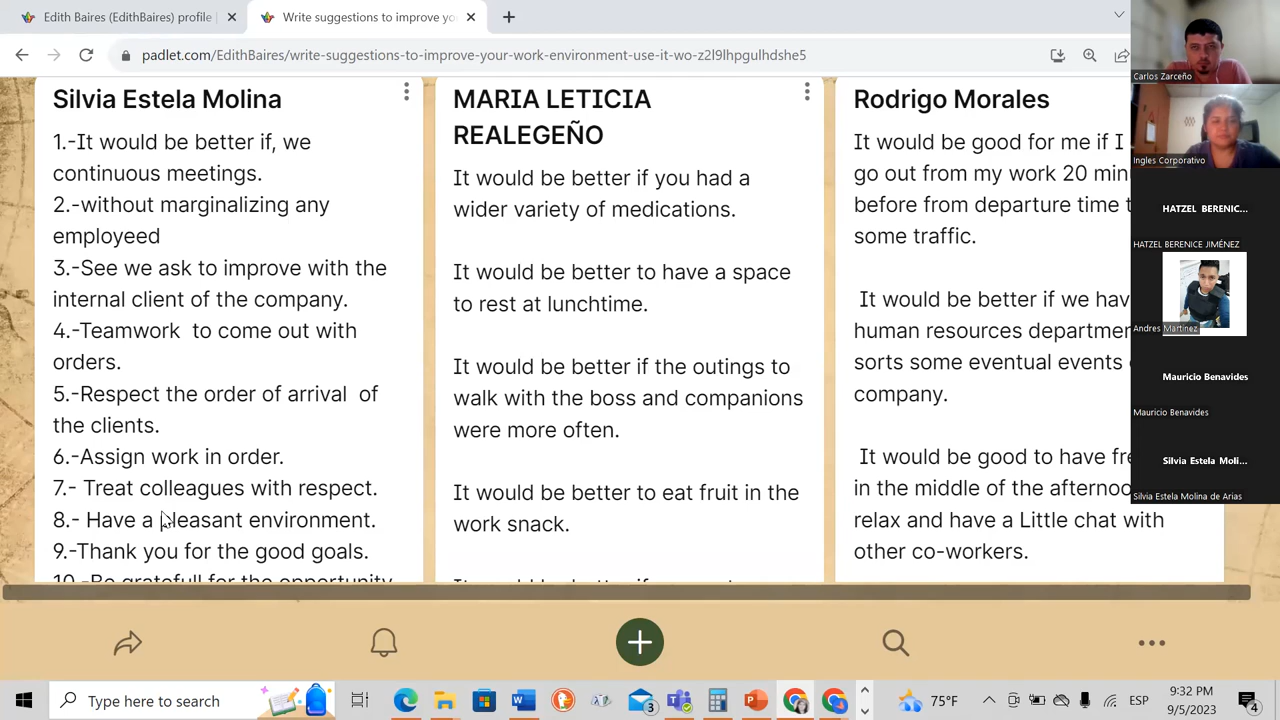 Edith Baires (EdithBaires) profile
Write suggestions to improve yo
padlet.com/EdithBaires/write-suggestions-to-improve-your-work-environment-use-it-wo-z2l9lhpgulhdshe5
Silvia Estela Molina
1.-It would be better if, we
continuous meetings.
2.-without marginalizing any
employeed
3.-See we ask to improve with the
internal client of the company.
4.-Teamwork to come out with
orders.
5.-Respect the order of arrival of
the clients.
6.-Assign work in order.
7.- Treat colleagues with respect.
8.- Have a pleasant environment.
9.-Thank you for the good goals.
10.-Be gratefull for the opportunity
MARIA LETICIA
REALEGEÑO
It would be better if you had a
wider variety of medications.
It would be better to have a space
to rest at lunchtime.
It would be better if the outings to
walk with the boss and companions
were more often.
It would be better to eat fruit in the
work snack.
Rodrigo Morales
It would be good for me if I
go out from my work 20
before from departure time
some traffic.
It would be better if we
human resources
sorts some eventual events
company.
It would be good to have
in the middle of the
relax and have a Little chat with
other co-workers.
Carlos Zarceño
Ingles Corporativo
HATZEL BERENIC...
HATZEL BERENICE JIMÉNEZ
Andres Martínez
Mauricio Benavides
Mauricio Benavides
Silvia Estela Moli...
Silvia Estela Molina de Arias
Type here to search
3
75°F
ESP
9:32 PM
9/5/2023
4